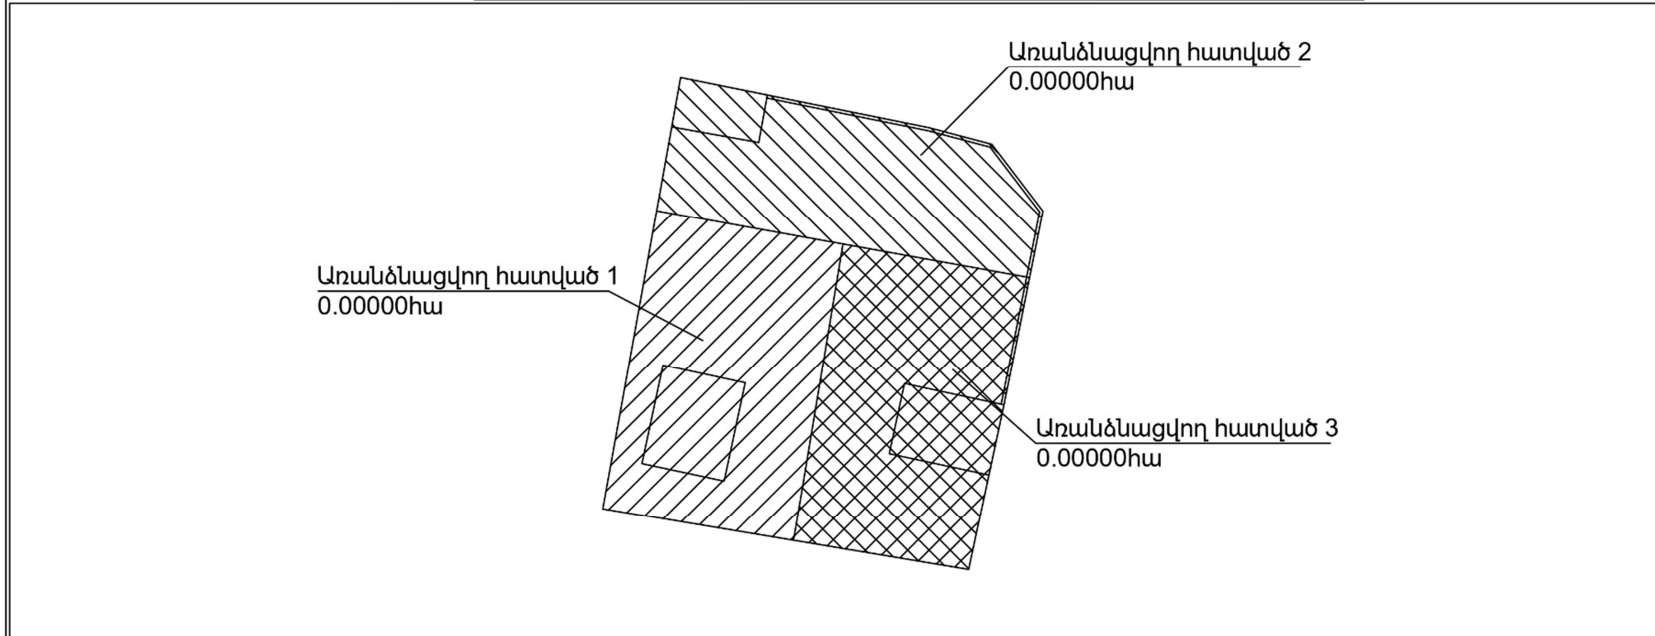 Առանձնացվող հատված 2
0.00000հա
Առանձնացվող հատված 1
0.00000հա
Առանձնացվող հատված 3
0.00000հա